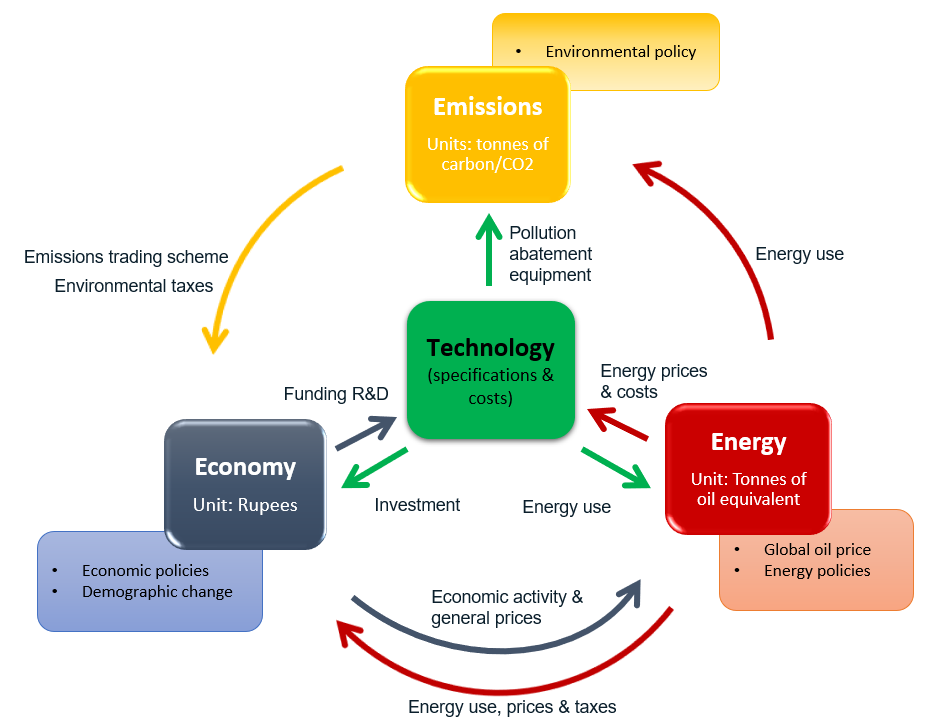 • Environmental policy
Emissions
Units: tonnes of
carbon/CO2
Emissions trading scheme
Environmental taxes
Pollution
abatement
equipment
Energy use
Technology
(specifications &
costs)
Funding R&D
Energy prices
& costs
Economy
Unit: Rupees
Energy
Unit: Tonnes of
oil equivalent
Investment
Energy use
• Economic policies
• Demographic change
• Global oil price
• Energy policies
Economic activity &
general prices
Energy use, prices & taxes